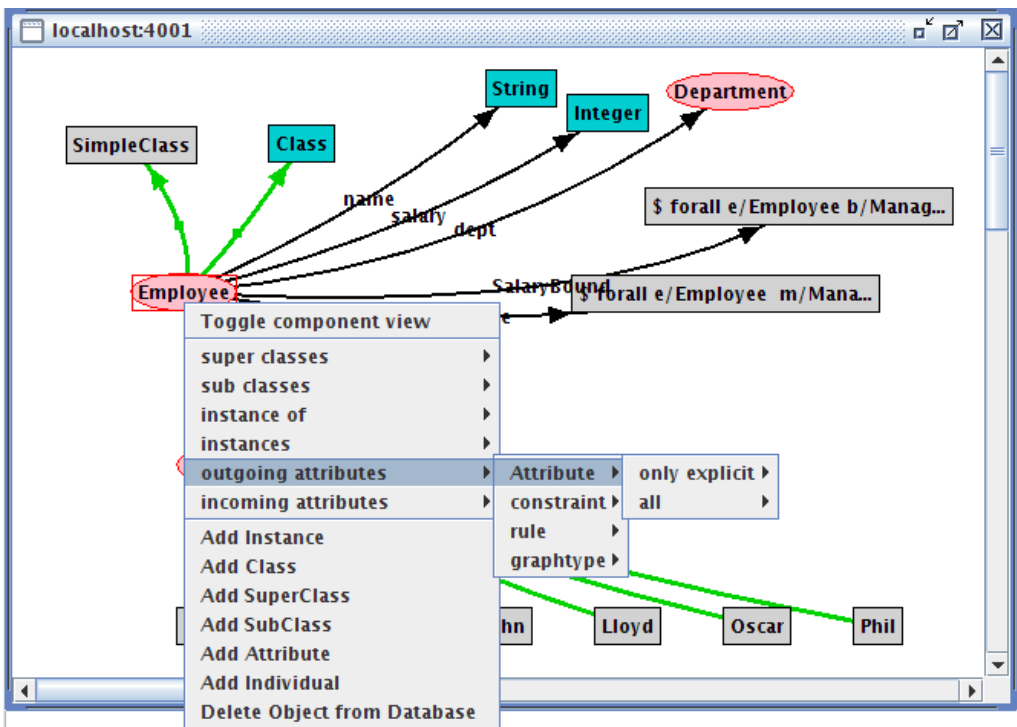 localhost:4001
String
Department
Integer
SimpleClass
Class
name
salary
dept
$ forall e/Employee b/Manag...
Employee
SalaryBound
$ forall e/Employee m/Mana...
e
Toggle component view
super classes
sub classes
instance of
instances
outgoing attributes
incoming attributes
Add Instance
Add Class
Add SuperClass
Add SubClass
Add Attribute
Add Individual
Delete Object from Database
Attribute
constraint
rule
graphtype
only explicit
all
hn
Lloyd
Oscar
Phil